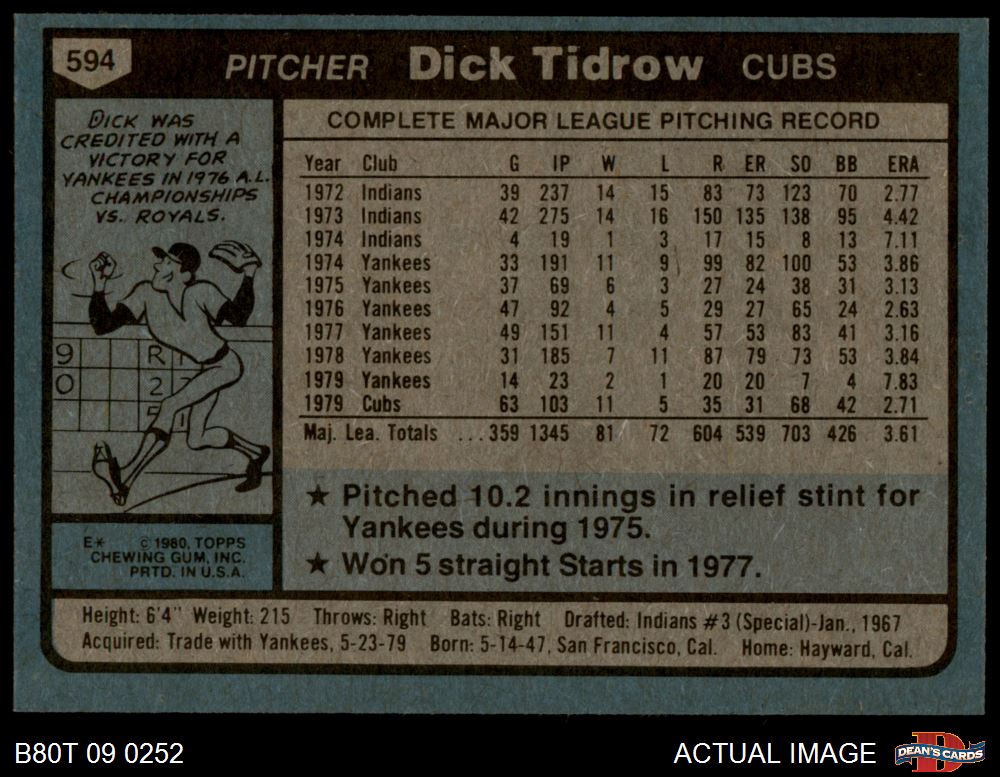 594
PITCHER Dick Tidrow CUBS
DICK WAS
CREDITED WITH A
VICTORY FOR
YANKEES IN 1976 A.L.
CHAMPIONSHIPS
VS. ROYALS.
9 R
0 2
COMPLETE MAJOR LEAGUE PITCHING RECORD
Year Club G IP W L R ER SO BB ERA
1972 Indians 39 237 14 15 83 73 123 70 2.77
1973 Indians 42 275 14 16 150 135 138 95 4.42
1974 Indians 4 19 1 3 17 15 8 13 7.11
1974 Yankees 33 191 11 9 99 82 100 53 3.86
1975 Yankees 37 69 6 3 27 24 38 31 3.13
1976 Yankees 47 92 4 5 29 27 65 24 2.63
1977 Yankees 49 151 11 4 57 53 83 41 3.16
1978 Yankees 31 185 7 11 87 79 73 53 3.84
1979 Yankees 14 23 2 1 20 20 7 4 7.83
1979 Cubs 63 103 11 5 35 31 68 42 2.71
Maj. Lea. Totals ...359 1345 81 72 604 539 703 426 3.61
★ Pitched 10.2 innings in relief stint for
Yankees during 1975.
★ Won 5 straight Starts in 1977.
E* © 1980, TOPPS
CHEWING GUM, INC.
PRTD. IN U.S.A.
Height: 6'4" Weight: 215 Throws: Right Bats: Right Drafted: Indians #3 (Special)-Jan., 1967
Acquired: Trade with Yankees, 5-23-79 Born: 5-14-47, San Francisco, Cal. Home: Hayward, Cal.
B80T 09 0252
ACTUAL IMAGE
DEAN'S CARDS